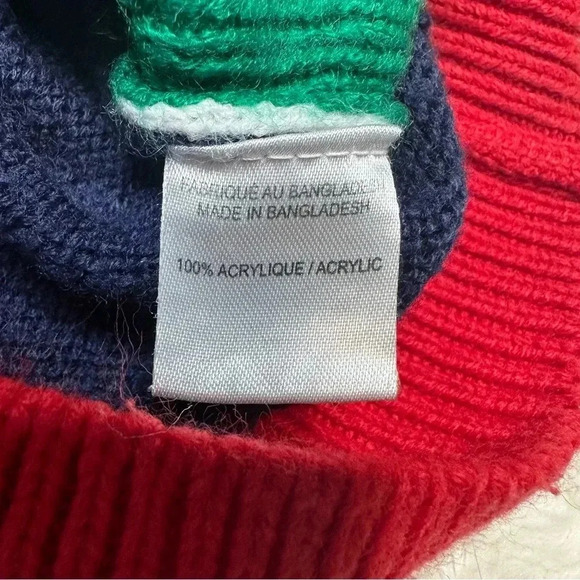 FABRIQUÉ AU BANGLADESH
MADE IN BANGLADESH
100% ACRYLIQUE / ACRYLIC